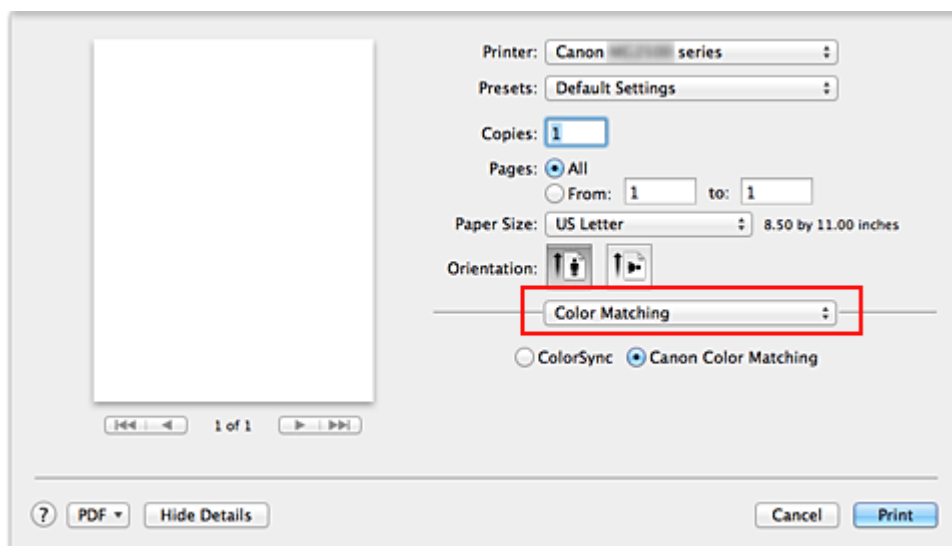 Printer: Canon series
Presets: Default Settings
Copies: 1
Pages: All
From: 1 to: 1
Paper Size: US Letter 8.50 by 11.00 inches
Orientation:
Color Matching
ColorSync Canon Color Matching
1 of 1
? PDF Hide Details Cancel Print